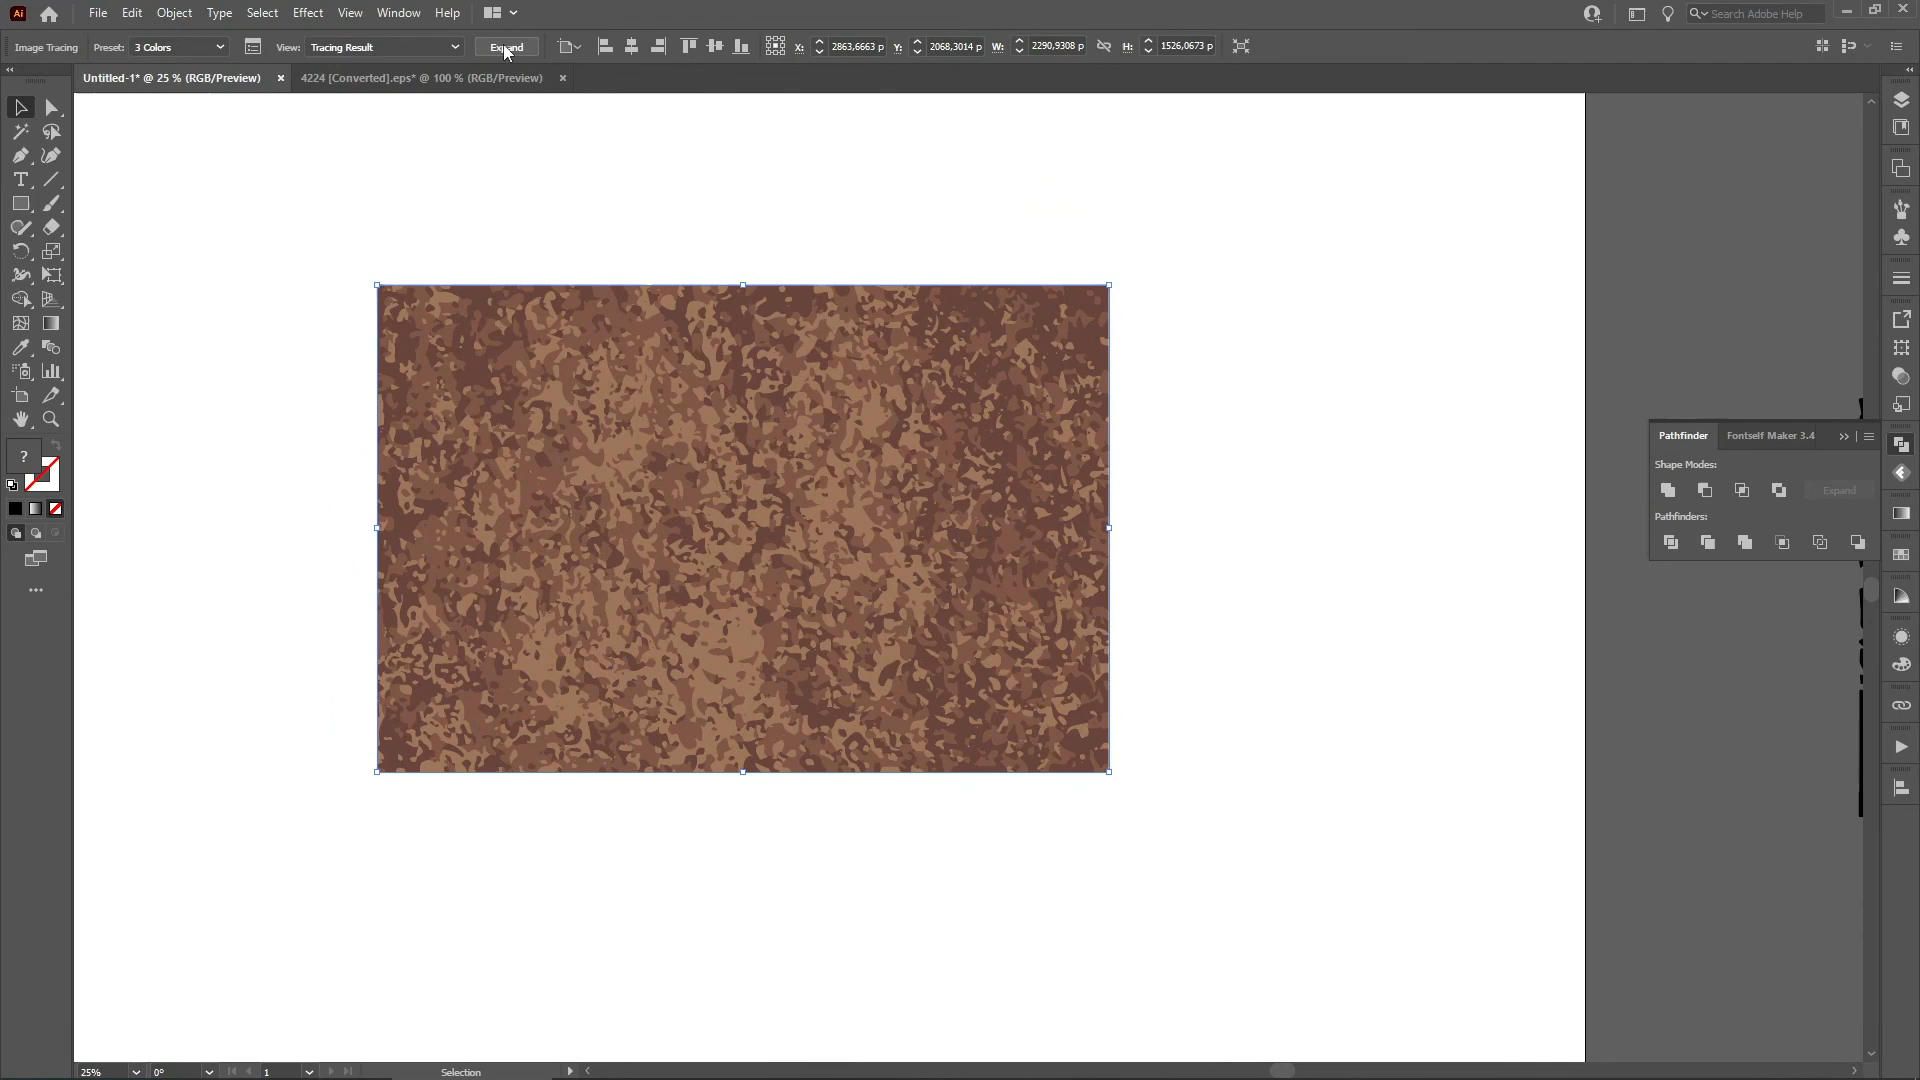 Ai File Edit Object Type Select Effect View Window Help Search Adobe Help
Image Tracing Preset: 3 Colors View: Tracing Result Expand X: 2863,6663 p Y: 2068,3014 p W: 2290,9308 p H: 1526,0673 p
Untitled-1* @ 25 % (RGB/Preview) × 4224 [Converted].eps* @ 100 % (RGB/Preview) ×
T
?
Pathfinder Fontself Maker 3.4
Shape Modes:
Expand
Pathfinders:
25% 0° 1 Selection